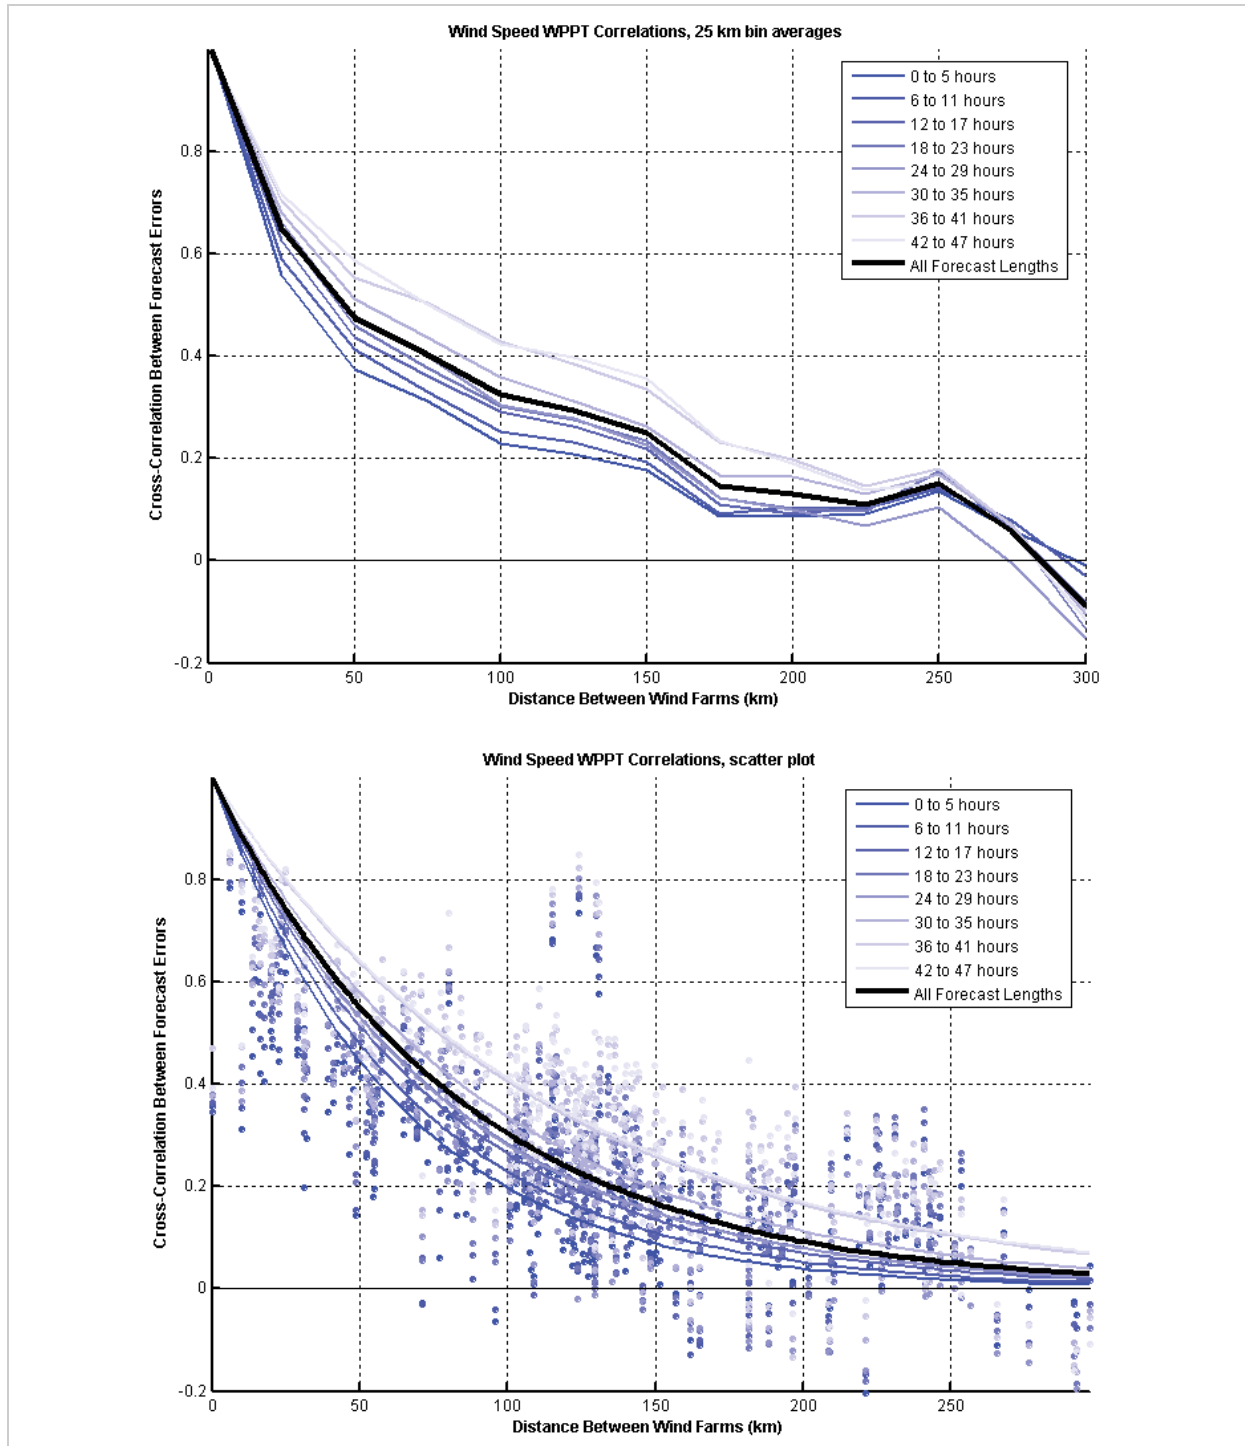 Wind Speed WPPT Correlations, 25 km bin averages
0 to 5 hours
6 to 11 hours
12 to 17 hours
18 to 23 hours
24 to 29 hours
30 to 35 hours
36 to 41 hours
42 to 47 hours
All Forecast Lengths
Cross-Correlation Between Forecast Errors
0.8
0.6
0.4
0.2
0
-0.2
0 50 100 150 200 250 300
Distance Between Wind Farms (km)
Wind Speed WPPT Correlations, scatter plot
0 to 5 hours
6 to 11 hours
12 to 17 hours
18 to 23 hours
24 to 29 hours
30 to 35 hours
36 to 41 hours
42 to 47 hours
All Forecast Lengths
Cross-Correlation Between Forecast Errors
0.8
0.6
0.4
0.2
0
-0.2
0 50 100 150 200 250
Distance Between Wind Farms (km)